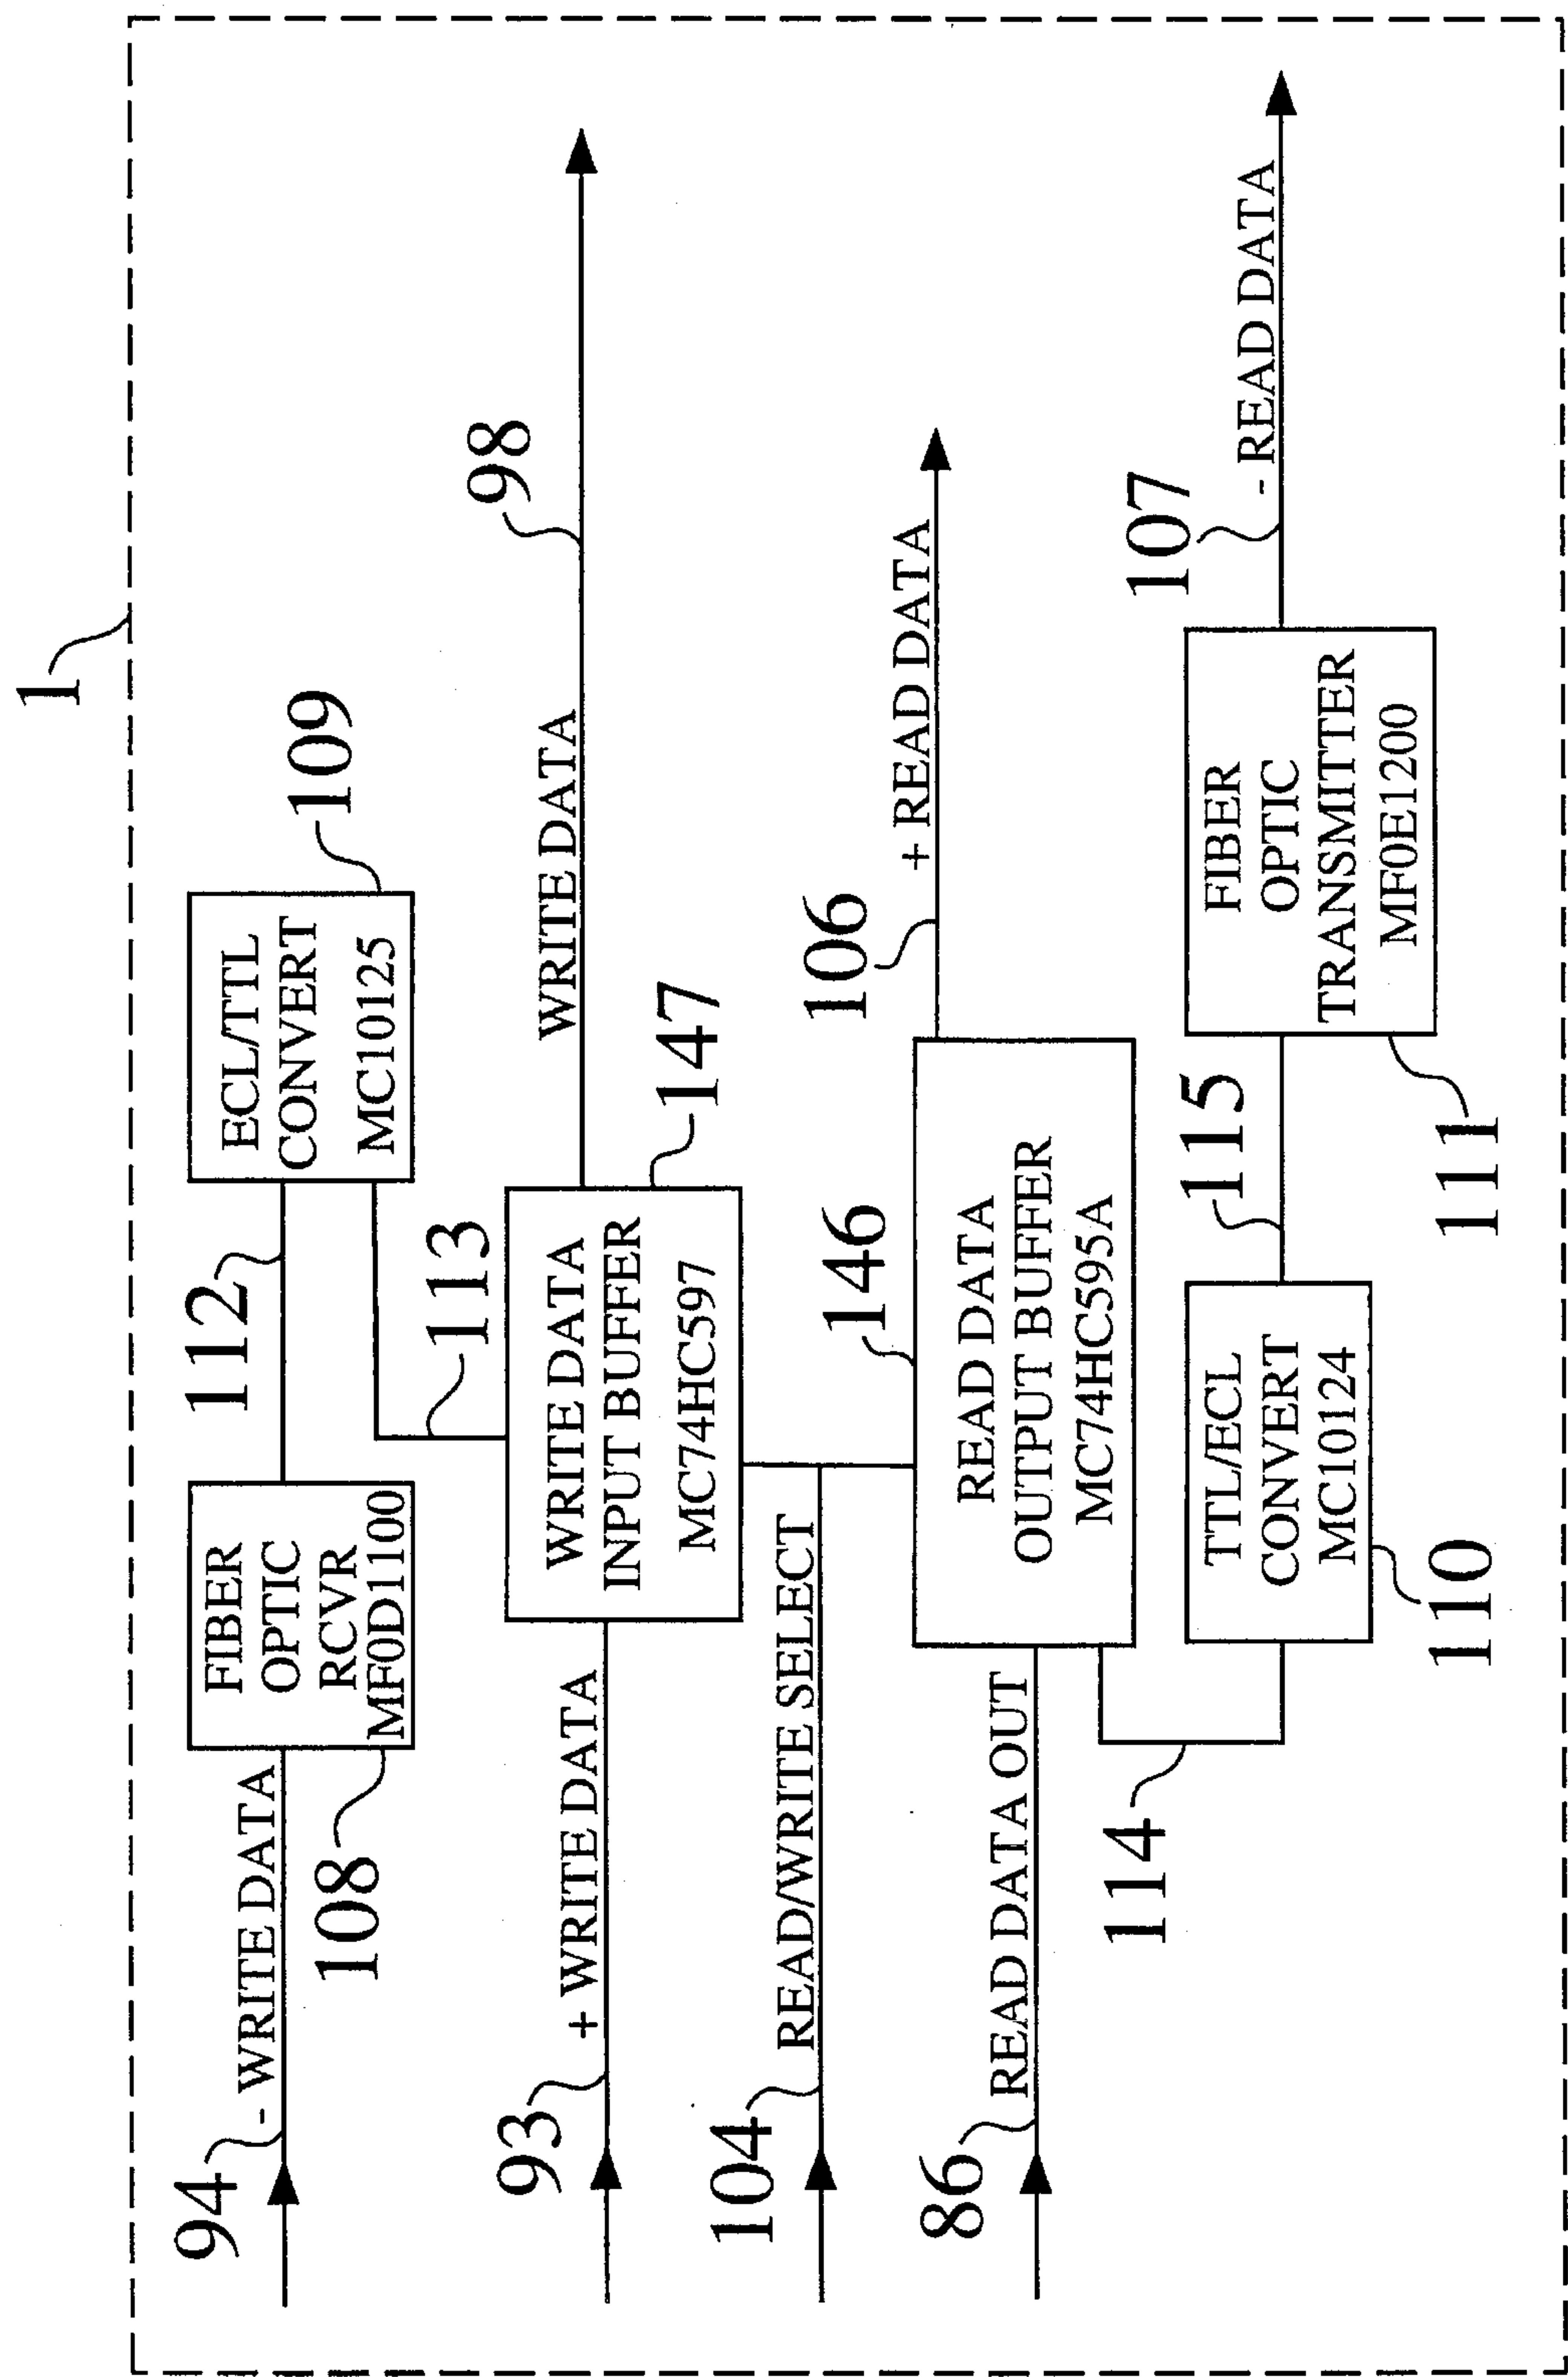 1
94
- WRITE DATA
108
FIBER
OPTIC
RCVR
MF0D1100
112
ECL/TTL
CONVERT
MC10125
109
113
93
+ WRITE DATA
WRITE DATA
INPUT BUFFER
MC74HC597
147
WRITE DATA
98
104
READ/WRITE SELECT
86
READ DATA OUT
146
READ DATA
OUTPUT BUFFER
MC74HC595A
106
+ READ DATA
114
TTL/ECL
CONVERT
MC10124
110
115
FIBER
OPTIC
TRANSMITTER
MF0E1200
111
107
- READ DATA